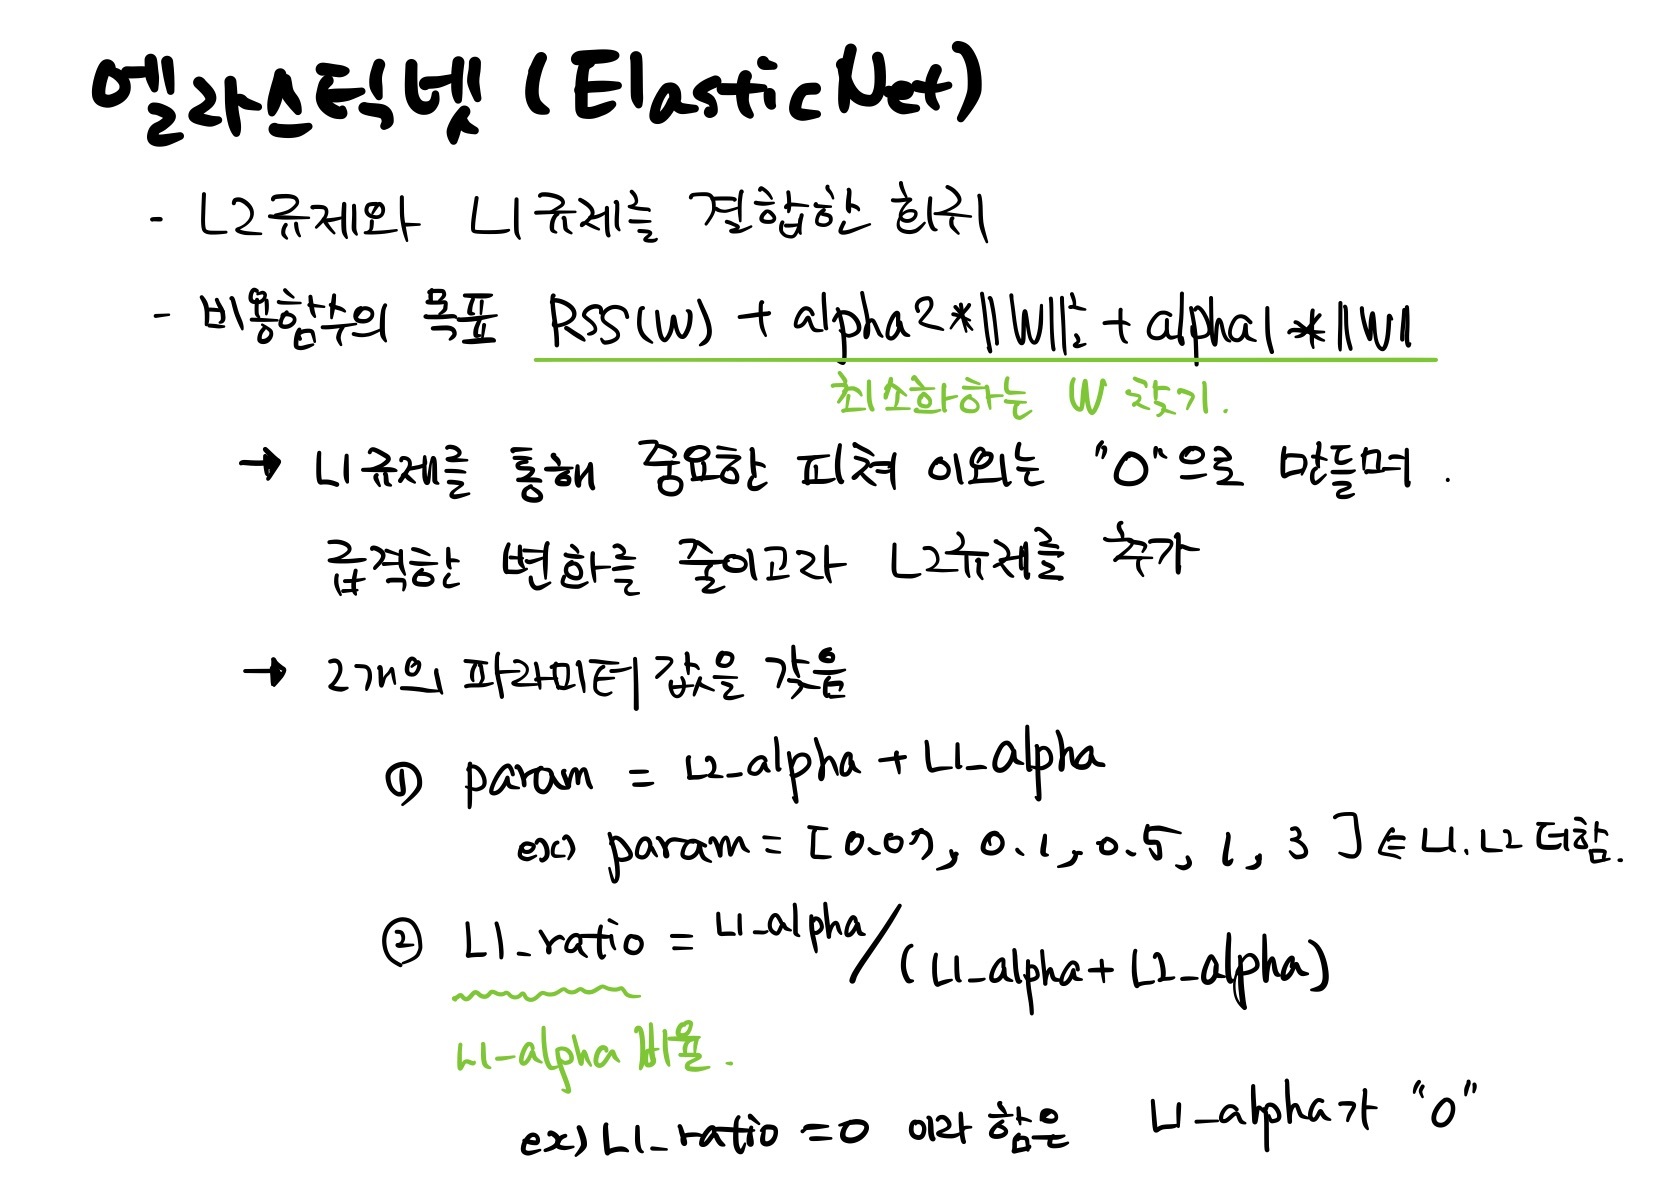 엘라스틱넷 (ElasticNet)
- L2규제와 L1규제를 결합한 회귀
- 비용함수의 목표 RSS(W) + alpha2*||W||²₂ + alpha1*||W||
최소화하는 W 찾기.
→ L1규제를 통해 중요한 피쳐 이외는 "0"으로 만들며.
급격한 변화를 줄이고라 L2규제를 추가
→ 2개의 파라미터 값을 갖음
① param = L2_alpha + L1_alpha
ex) param = [0.07, 0.1, 0.5, 1, 3] ⇐ L1.L2 더함.
② L1_ratio = L1_alpha/(L1_alpha + L2_alpha)
L1-alpha 비율.
ex) L1_ratio = 0 이라 함은 L1_alpha가 "0"